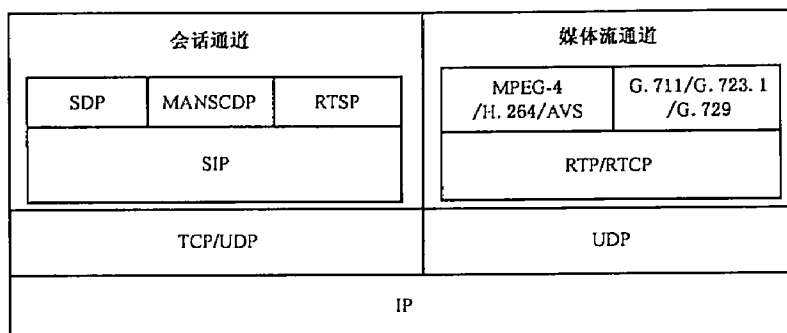 会话通道
媒体流通道
SDP
MANSCDP
RTSP
MPEG-4
/H. 264/AVS
G. 711/G. 723. 1
/G. 729
SIP
RTP/RTCP
TCP/UDP
UDP
IP